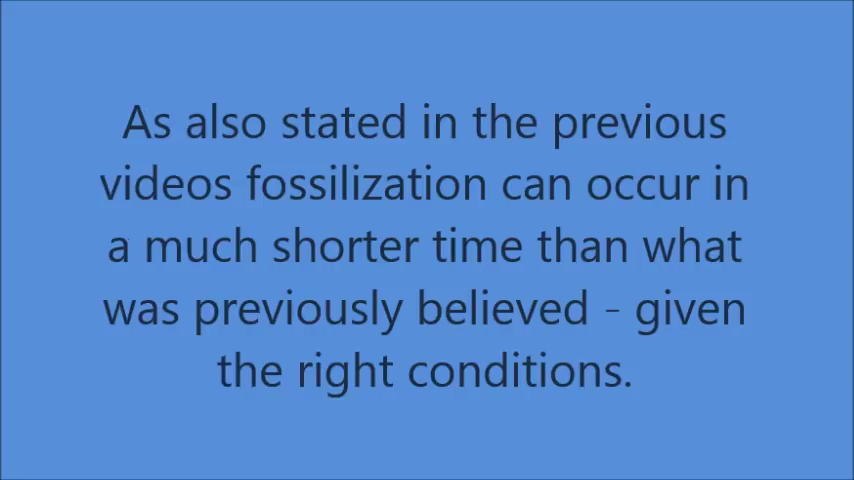 As also stated in the previous
videos fossilization can occur in
a much shorter time than what
was previously believed - given
the right conditions.